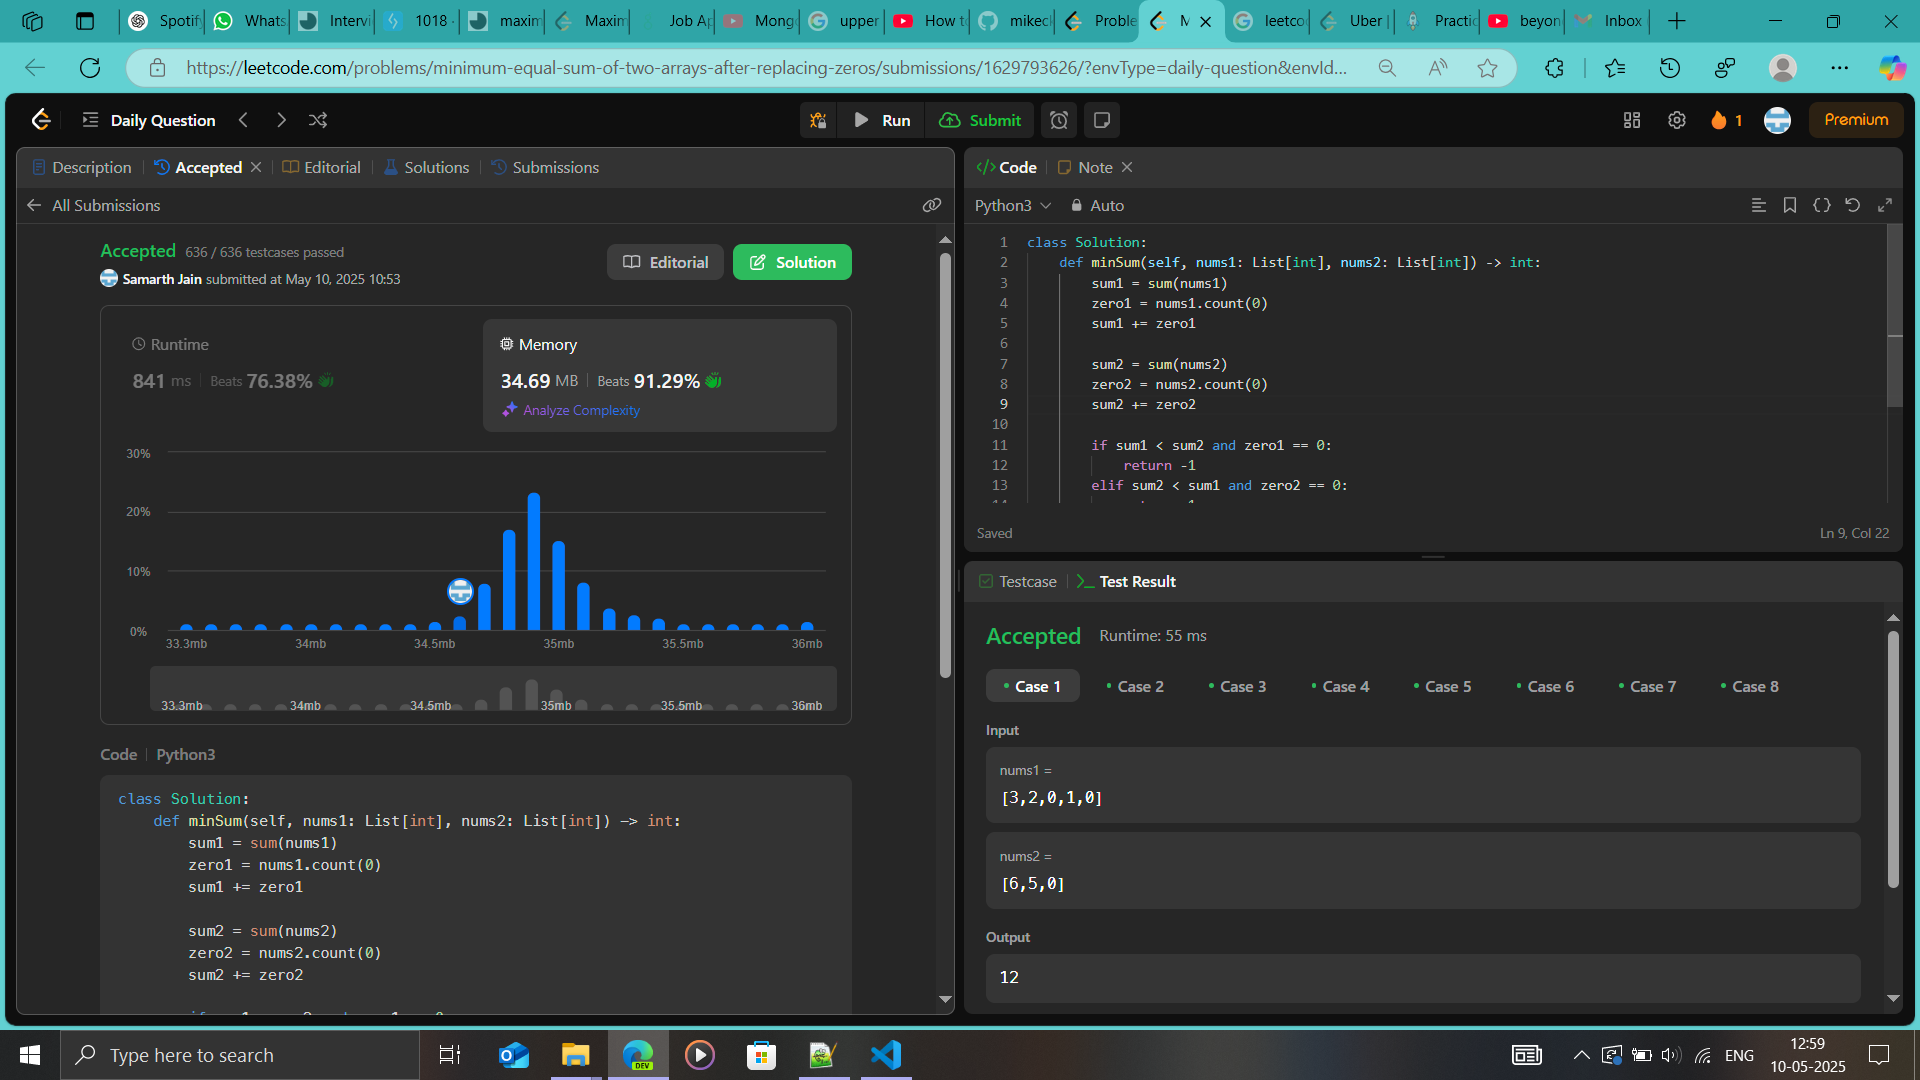 Spotify
Whats
Intervi
1018
maxim
Maxim
Job Ap
Mongo
upper
How to
mikeck
Proble
M
leetco
Uber |
Practic
beyon
Inbox
https://leetcode.com/problems/minimum-equal-sum-of-two-arrays-after-replacing-zeros/submissions/1629793626/?envType=daily-question&envId...
Daily Question
Run
Submit
1
Premium
Description
Accepted
Editorial
Solutions
Submissions
All Submissions
Accepted 636 / 636 testcases passed
Samarth Jain submitted at May 10, 2025 10:53
Editorial
Solution
Runtime
841 ms | Beats 76.38%
Memory
34.69 MB | Beats 91.29%
Analyze Complexity
30%
20%
10%
0%
33.3mb 34mb 34.5mb 35mb 35.5mb 36mb
33.3mb 34mb 34.5mb 35mb 35.5mb 36mb
Code | Python3
class Solution:
    def minSum(self, nums1: List[int], nums2: List[int]) -> int:
        sum1 = sum(nums1)
        zero1 = nums1.count(0)
        sum1 += zero1

        sum2 = sum(nums2)
        zero2 = nums2.count(0)
        sum2 += zero2
</> Code
Note
Python3
Auto
1 class Solution:
2     def minSum(self, nums1: List[int], nums2: List[int]) -> int:
3         sum1 = sum(nums1)
4         zero1 = nums1.count(0)
5         sum1 += zero1
6
7         sum2 = sum(nums2)
8         zero2 = nums2.count(0)
9         sum2 += zero2
10
11         if sum1 < sum2 and zero1 == 0:
12             return -1
13         elif sum2 < sum1 and zero2 == 0:
Saved
Ln 9, Col 22
Testcase
Test Result
Accepted Runtime: 55 ms
Case 1
Case 2
Case 3
Case 4
Case 5
Case 6
Case 7
Case 8
Input
nums1 =
[3,2,0,1,0]
nums2 =
[6,5,0]
Output
12
Type here to search
DEV
ENG
12:59
10-05-2025